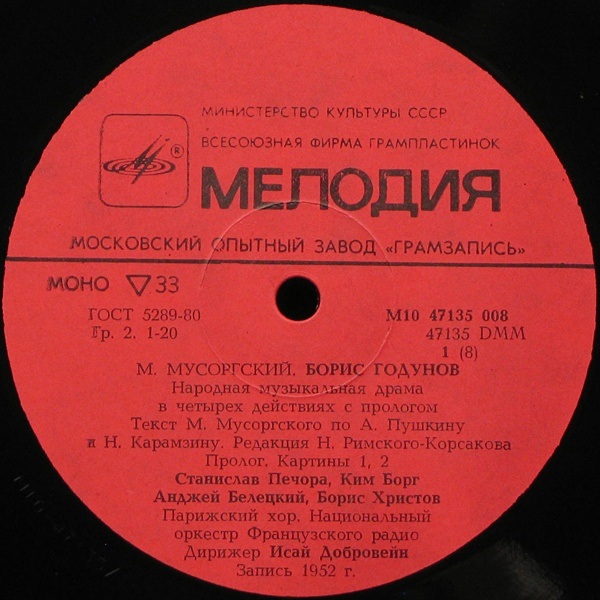 МИНИСТЕРСТВО КУЛЬТУРЫ СССР
ВСЕСОЮЗНАЯ ФИРМА ГРАМПЛАСТИНОК
®
МЕЛОДИЯ
МОСКОВСКИЙ ОПЫТНЫЙ ЗАВОД «ГРАМЗАПИСЬ»
МОНО ▽ 33
ГОСТ 5289-80
Гр. 2. 1-20
М10 47135 008
47135 DMM
1 (8)
М. МУСОРГСКИЙ. БОРИС ГОДУНОВ
Народная музыкальная драма
в четырех действиях с прологом
Текст М. Мусоргского по А. Пушкину
и Н. Карамзину. Редакция Н. Римского-Корсакова
Пролог. Картины 1, 2
Станислав Печора, Ким Борг
Анджей Белецкий, Борис Христов
Парижский хор. Национальный
оркестр Французского радио
Дирижер Исай Добровейн
Запись 1952 г.